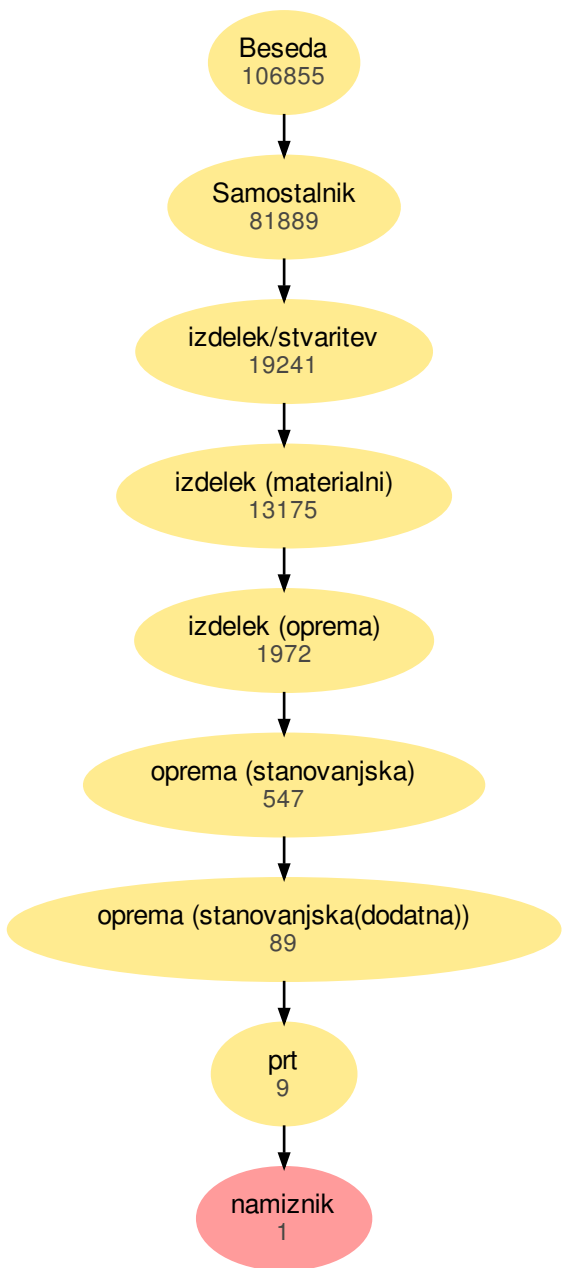 Beseda
106855
Samostalnik
81889
izdelek/stvaritev
19241
izdelek (materialni)
13175
izdelek (oprema)
1972
oprema (stanovanjska)
547
oprema (stanovanjska(dodatna))
89
prt
9
namiznik
1